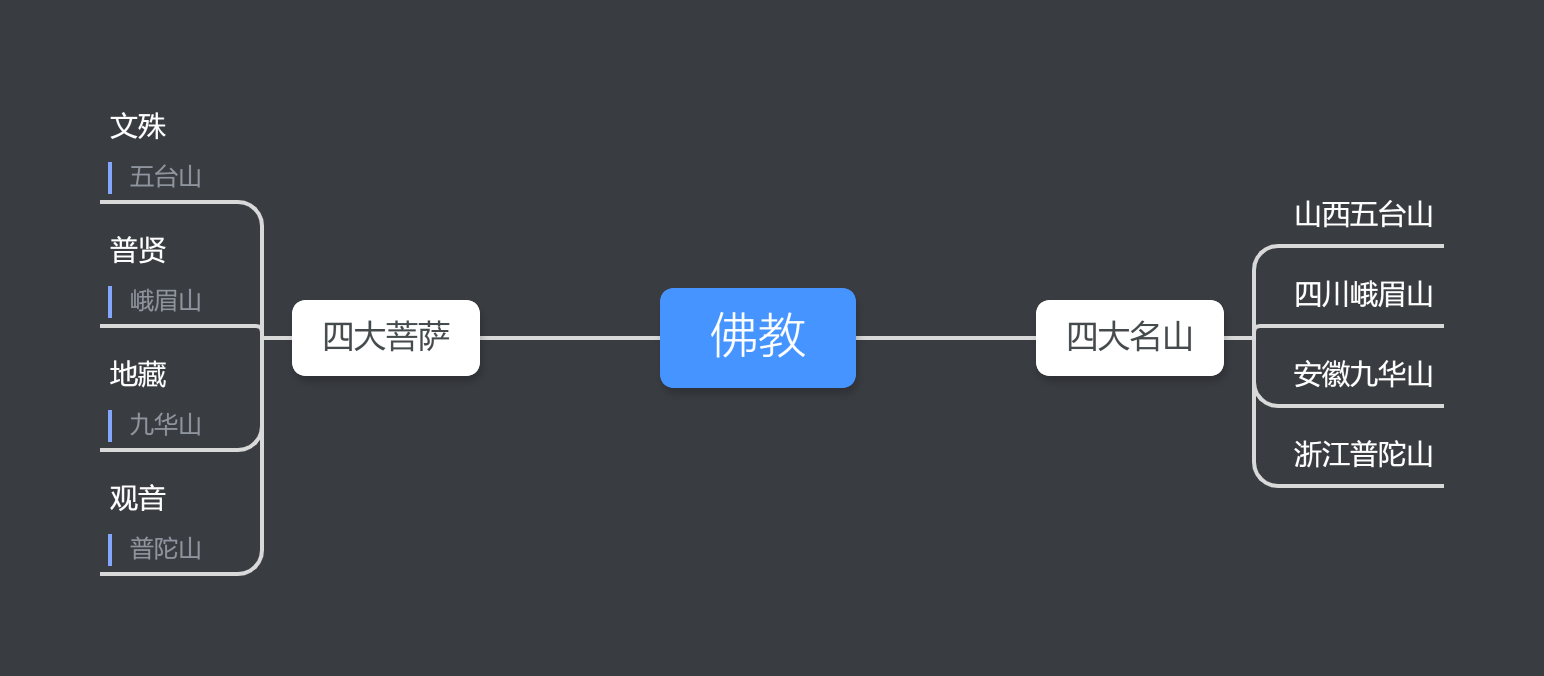 文殊
五台山
普贤
峨眉山
地藏
九华山
观音
普陀山
四大菩萨
佛教
四大名山
山西五台山
四川峨眉山
安徽九华山
浙江普陀山